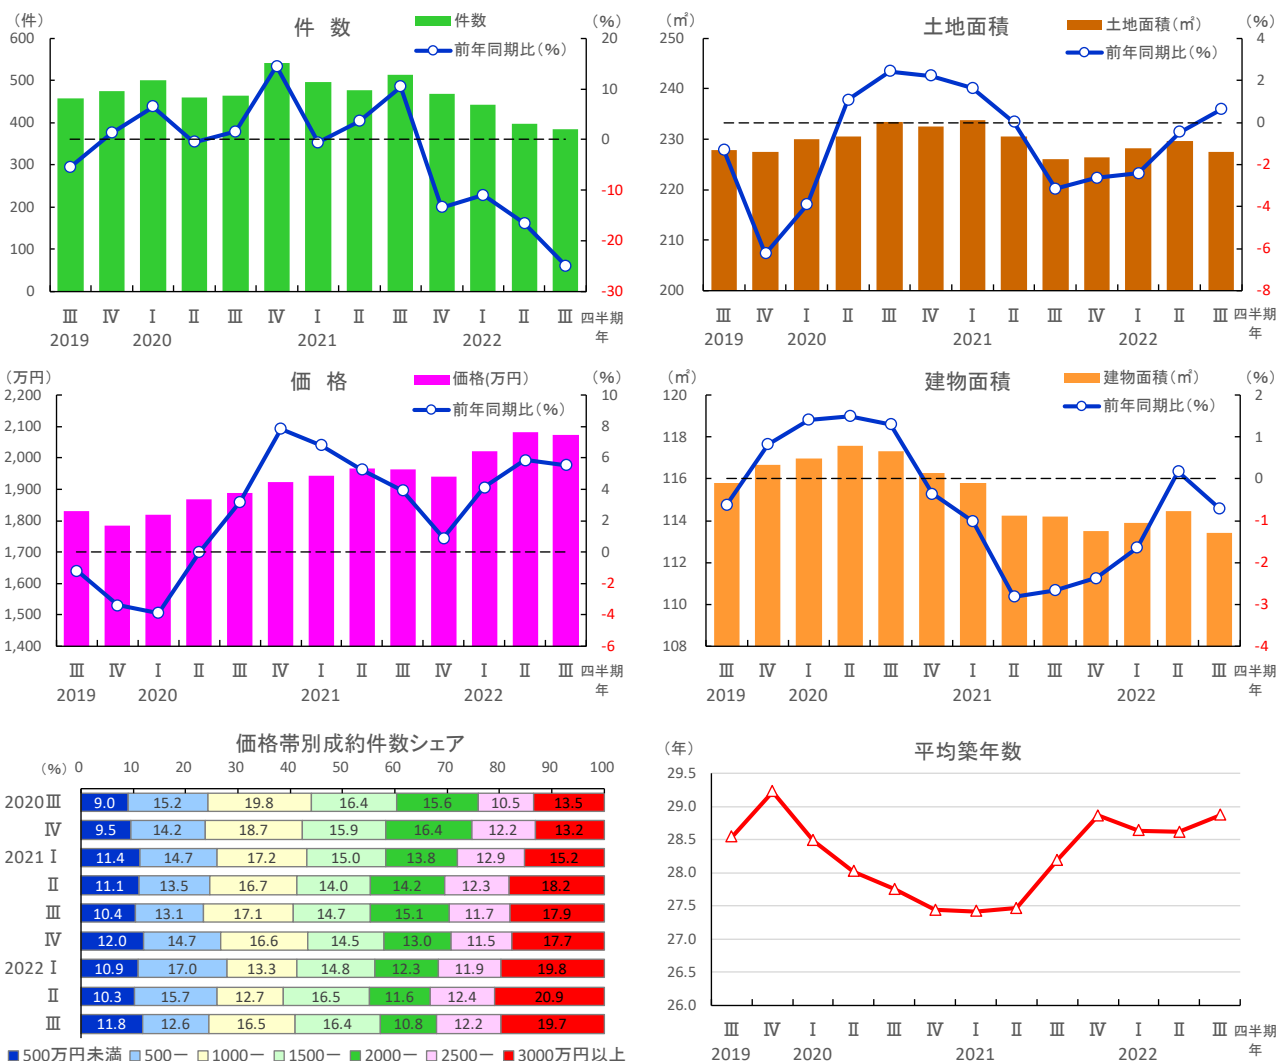 件 数
(件)
(%)
件数
前年同期比(%)
600
500
400
300
200
100
0
20
10
0
-10
-20
-30
Ⅲ Ⅳ Ⅰ Ⅱ Ⅲ Ⅳ Ⅰ Ⅱ Ⅲ Ⅳ Ⅰ Ⅱ Ⅲ 四半期
2019 2020 2021 2022 年
土地面積
(㎡)
(%)
土地面積(㎡)
前年同期比(%)
250
240
230
220
210
200
4
2
0
-2
-4
-6
-8
Ⅲ Ⅳ Ⅰ Ⅱ Ⅲ Ⅳ Ⅰ Ⅱ Ⅲ Ⅳ Ⅰ Ⅱ Ⅲ 四半期
2019 2020 2021 2022 年
価 格
(万円)
(%)
価格(万円)
前年同期比(%)
2,200
2,100
2,000
1,900
1,800
1,700
1,600
1,500
1,400
10
8
6
4
2
0
-2
-4
-6
Ⅲ Ⅳ Ⅰ Ⅱ Ⅲ Ⅳ Ⅰ Ⅱ Ⅲ Ⅳ Ⅰ Ⅱ Ⅲ 四半期
2019 2020 2021 2022 年
建物面積
(㎡)
(%)
建物面積(㎡)
前年同期比(%)
120
118
116
114
112
110
108
2
1
0
-1
-2
-3
-4
Ⅲ Ⅳ Ⅰ Ⅱ Ⅲ Ⅳ Ⅰ Ⅱ Ⅲ Ⅳ Ⅰ Ⅱ Ⅲ 四半期
2019 2020 2021 2022 年
価格帯別成約件数シェア
(%) 0 10 20 30 40 50 60 70 80 90 100
2020 Ⅲ 9.0 15.2 19.8 16.4 15.6 10.5 13.5
Ⅳ 9.5 14.2 18.7 15.9 16.4 12.2 13.2
2021 Ⅰ 11.4 14.7 17.2 15.0 13.8 12.9 15.2
Ⅱ 11.1 13.5 16.7 14.0 14.2 12.3 18.2
Ⅲ 10.4 13.1 17.1 14.7 15.1 11.7 17.9
Ⅳ 12.0 14.7 16.6 14.5 13.0 11.5 17.7
2022 Ⅰ 10.9 17.0 13.3 14.8 12.3 11.9 19.8
Ⅱ 10.3 15.7 12.7 16.5 11.6 12.4 20.9
Ⅲ 11.8 12.6 16.5 16.4 10.8 12.2 19.7
500万円未満 500ー 1000ー 1500ー 2000ー 2500ー 3000万円以上
平均築年数
(年)
29.5
29.0
28.5
28.0
27.5
27.0
26.5
26.0
Ⅲ Ⅳ Ⅰ Ⅱ Ⅲ Ⅳ Ⅰ Ⅱ Ⅲ Ⅳ Ⅰ Ⅱ Ⅲ 四半期
2019 2020 2021 2022 年